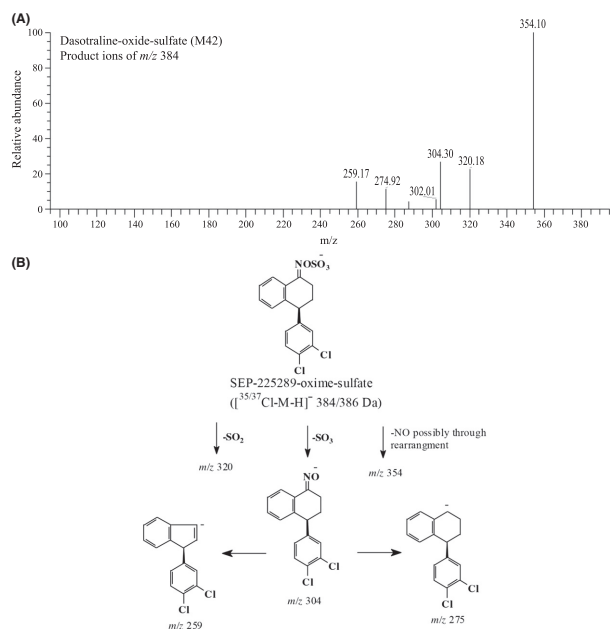 (A)
Dasotraline-oxide-sulfate (M42)
Product ions of m/z 384
354.10
304.30
320.18
259.17
274.92
302.01
Relative abundance
100
80
60
40
20
0
100 120 140 160 180 200 220 240 260 280 300 320 340 360 380
m/z
(B)
NOSO3
-
Cl
Cl
SEP-225289-oxime-sulfate
([35/37Cl-M-H]- 384/386 Da)
-SO2
-SO3
-NO possibly through
rearrangment
m/z 320
m/z 354
NO
-
Cl
Cl
m/z 304
-
Cl
Cl
m/z 259
-
Cl
Cl
m/z 275